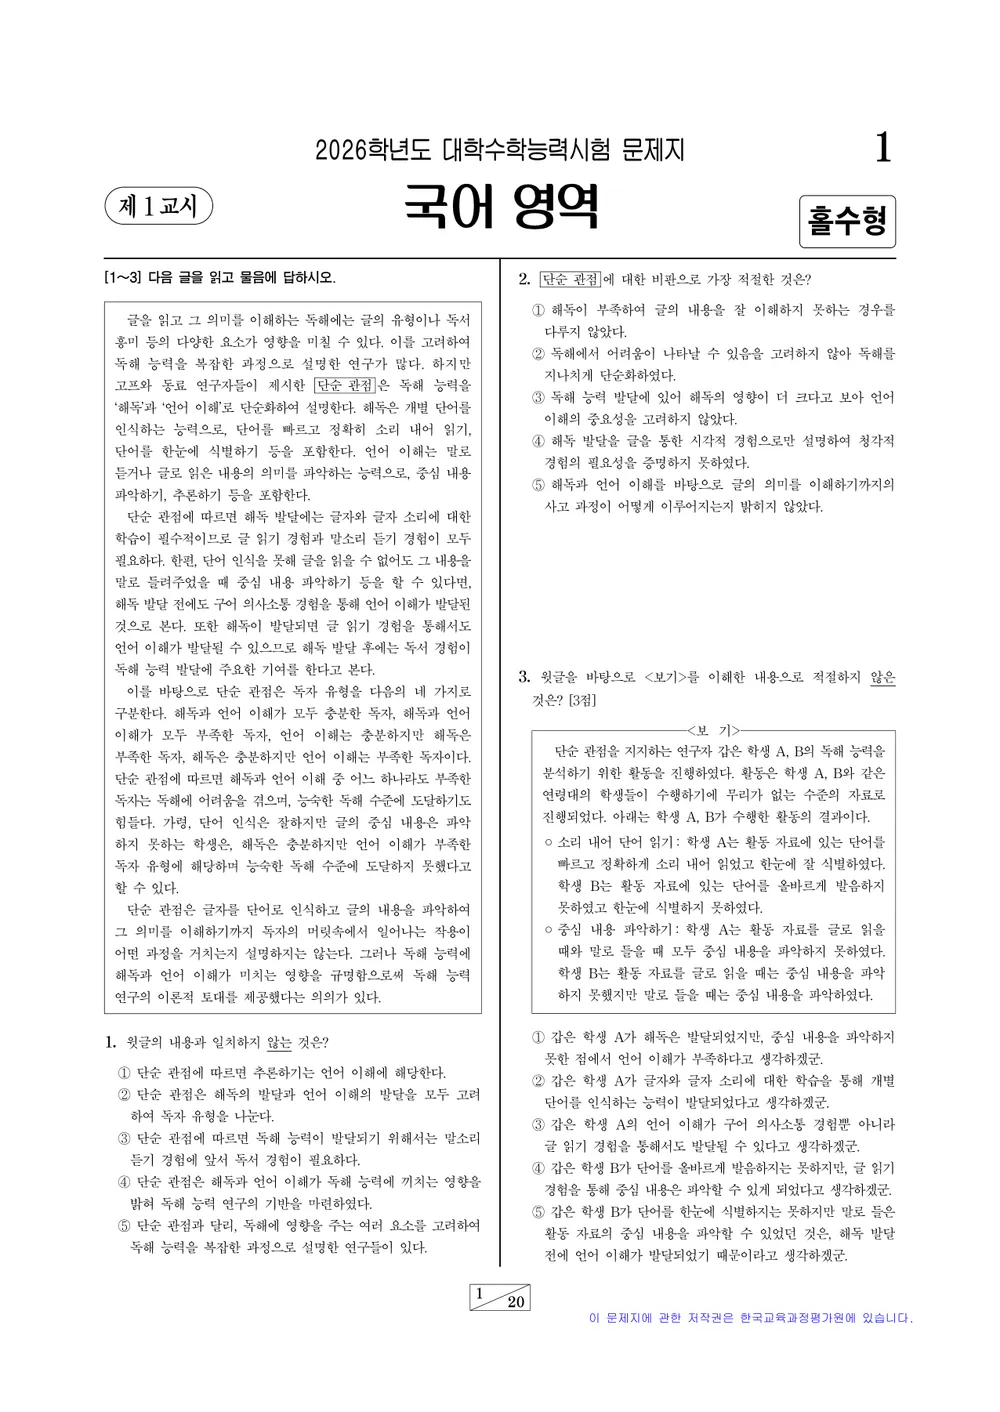 2026학년도 대학수학능력시험 문제지
1
제 1 교시
국어 영역
홀수형
[1~3] 다음 글을 읽고 물음에 답하시오.
글을 읽고 그 의미를 이해하는 독해에는 글의 유형이나 독서
흥미 등의 다양한 요소가 영향을 미칠 수 있다. 이를 고려하여
독해 능력을 복잡한 과정으로 설명한 연구가 많다. 하지만
고프와 동료 연구자들이 제시한 단순 관점은 독해 능력을
‘해독’과 ‘언어 이해’로 단순화하여 설명한다. 해독은 개별 단어를
인식하는 능력으로, 단어를 빠르고 정확히 소리 내어 읽기,
단어를 한눈에 식별하기 등을 포함한다. 언어 이해는 말로
듣거나 글로 읽은 내용의 의미를 파악하는 능력으로, 중심 내용
파악하기, 추론하기 등을 포함한다.
단순 관점에 따르면 해독 발달에는 글자와 글자 소리에 대한
학습이 필수적이므로 글 읽기 경험과 말소리 듣기 경험이 모두
필요하다. 한편, 단어 인식을 못해 글을 읽을 수 없어도 그 내용을
말로 들려주었을 때 중심 내용 파악하기 등을 할 수 있다면,
해독 발달 전에도 구어 의사소통 경험을 통해 언어 이해가 발달된
것으로 본다. 또한 해독이 발달되면 글 읽기 경험을 통해서도
언어 이해가 발달될 수 있으므로 해독 발달 후에는 독서 경험이
독해 능력 발달에 주요한 기여를 한다고 본다.
이를 바탕으로 단순 관점은 독자 유형을 다음의 네 가지로
구분한다. 해독과 언어 이해가 모두 충분한 독자, 해독과 언어
이해가 모두 부족한 독자, 언어 이해는 충분하지만 해독은
부족한 독자, 해독은 충분하지만 언어 이해는 부족한 독자이다.
단순 관점에 따르면 해독과 언어 이해 중 어느 하나라도 부족한
독자는 독해에 어려움을 겪으며, 능숙한 독해 수준에 도달하기도
힘들다. 가령, 단어 인식은 잘하지만 글의 중심 내용은 파악
하지 못하는 학생은, 해독은 충분하지만 언어 이해가 부족한
독자 유형에 해당하며 능숙한 독해 수준에 도달하지 못했다고
할 수 있다.
단순 관점은 글자를 단어로 인식하고 글의 내용을 파악하여
그 의미를 이해하기까지 독자의 머릿속에서 일어나는 작용이
어떤 과정을 거치는지 설명하지는 않는다. 그러나 독해 능력에
해독과 언어 이해가 미치는 영향을 규명함으로써 독해 능력
연구의 이론적 토대를 제공했다는 의의가 있다.
1. 윗글의 내용과 일치하지 않는 것은?
① 단순 관점에 따르면 추론하기는 언어 이해에 해당한다.
② 단순 관점은 해독의 발달과 언어 이해의 발달을 모두 고려
하여 독자 유형을 나눈다.
③ 단순 관점에 따르면 독해 능력이 발달되기 위해서는 말소리
듣기 경험에 앞서 독서 경험이 필요하다.
④ 단순 관점은 해독과 언어 이해가 독해 능력에 끼치는 영향을
밝혀 독해 능력 연구의 기반을 마련하였다.
⑤ 단순 관점과 달리, 독해에 영향을 주는 여러 요소를 고려하여
독해 능력을 복잡한 과정으로 설명한 연구들이 있다.
2. 단순 관점에 대한 비판으로 가장 적절한 것은?
① 해독이 부족하여 글의 내용을 잘 이해하지 못하는 경우를
다루지 않았다.
② 독해에서 어려움이 나타날 수 있음을 고려하지 않아 독해를
지나치게 단순화하였다.
③ 독해 능력 발달에 있어 해독의 영향이 더 크다고 보아 언어
이해의 중요성을 고려하지 않았다.
④ 해독 발달을 글을 통한 시각적 경험으로만 설명하여 청각적
경험의 필요성을 증명하지 못하였다.
⑤ 해독과 언어 이해를 바탕으로 글의 의미를 이해하기까지의
사고 과정이 어떻게 이루어지는지 밝히지 않았다.
3. 윗글을 바탕으로 <보기>를 이해한 내용으로 적절하지 않은
것은? [3점]
<보 기>
단순 관점을 지지하는 연구자 갑은 학생 A, B의 독해 능력을
분석하기 위한 활동을 진행하였다. 활동은 학생 A, B와 같은
연령대의 학생들이 수행하기에 무리가 없는 수준의 자료로
진행되었다. 아래는 학생 A, B가 수행한 활동의 결과이다.
○ 소리 내어 단어 읽기 : 학생 A는 활동 자료에 있는 단어를
빠르고 정확하게 소리 내어 읽었고 한눈에 잘 식별하였다.
학생 B는 활동 자료에 있는 단어를 올바르게 발음하지
못하였고 한눈에 식별하지 못하였다.
○ 중심 내용 파악하기 : 학생 A는 활동 자료를 글로 읽을
때와 말로 들을 때 모두 중심 내용을 파악하지 못하였다.
학생 B는 활동 자료를 글로 읽을 때는 중심 내용을 파악
하지 못했지만 말로 들을 때는 중심 내용을 파악하였다.
① 갑은 학생 A가 해독은 발달되었지만, 중심 내용을 파악하지
못한 점에서 언어 이해가 부족하다고 생각하겠군.
② 갑은 학생 A가 글자와 글자 소리에 대한 학습을 통해 개별
단어를 인식하는 능력이 발달되었다고 생각하겠군.
③ 갑은 학생 A의 언어 이해가 구어 의사소통 경험뿐 아니라
글 읽기 경험을 통해서도 발달될 수 있다고 생각하겠군.
④ 갑은 학생 B가 단어를 올바르게 발음하지는 못하지만, 글 읽기
경험을 통해 중심 내용은 파악할 수 있게 되었다고 생각하겠군.
⑤ 갑은 학생 B가 단어를 한눈에 식별하지는 못하지만 말로 들은
활동 자료의 중심 내용을 파악할 수 있었던 것은, 해독 발달
전에 언어 이해가 발달되었기 때문이라고 생각하겠군.
1
20
이 문제지에 관한 저작권은 한국교육과정평가원에 있습니다.